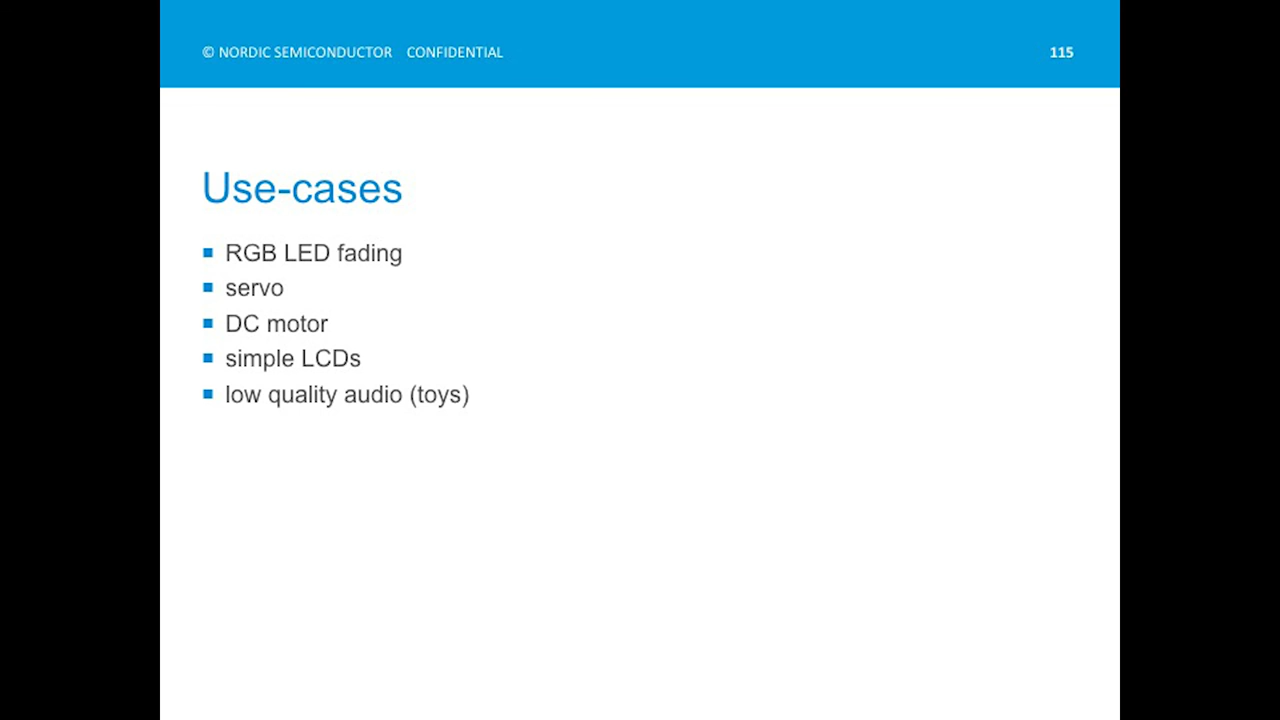 © NORDIC SEMICONDUCTOR CONFIDENTIAL 115
Use-cases
RGB LED fading
servo
DC motor
simple LCDs
low quality audio (toys)